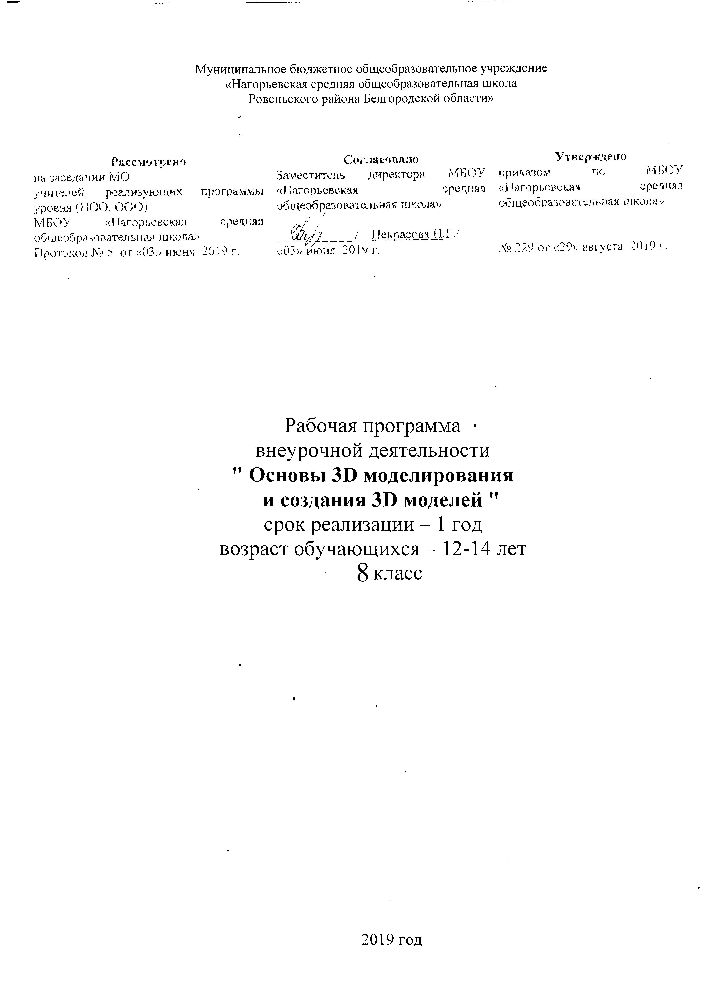 Муниципальное бюджетное общеобразовательное учреждение
«Нагорьевская средняя общеобразовательная школа
Ровеньского района Белгородской области»
Рассмотрено
на заседании МО
учителей, реализующих программы
уровня (НОО, ООО)
МБОУ «Нагорьевская средняя
общеобразовательная школа»
Протокол № 5 от «03» июня 2019 г.
Согласовано
Заместитель директора МБОУ
«Нагорьевская средняя
общеобразовательная школа»
/ Некрасова Н.Г./
«03» июня 2019 г.
Утверждено
приказом по МБОУ
«Нагорьевская средняя
общеобразовательная школа»
№ 229 от «29» августа 2019 г.
Рабочая программа
внеурочной деятельности
" Основы 3D моделирования
и создания 3D моделей "
срок реализации – 1 год
возраст обучающихся – 12-14 лет
8 класс
2019 год